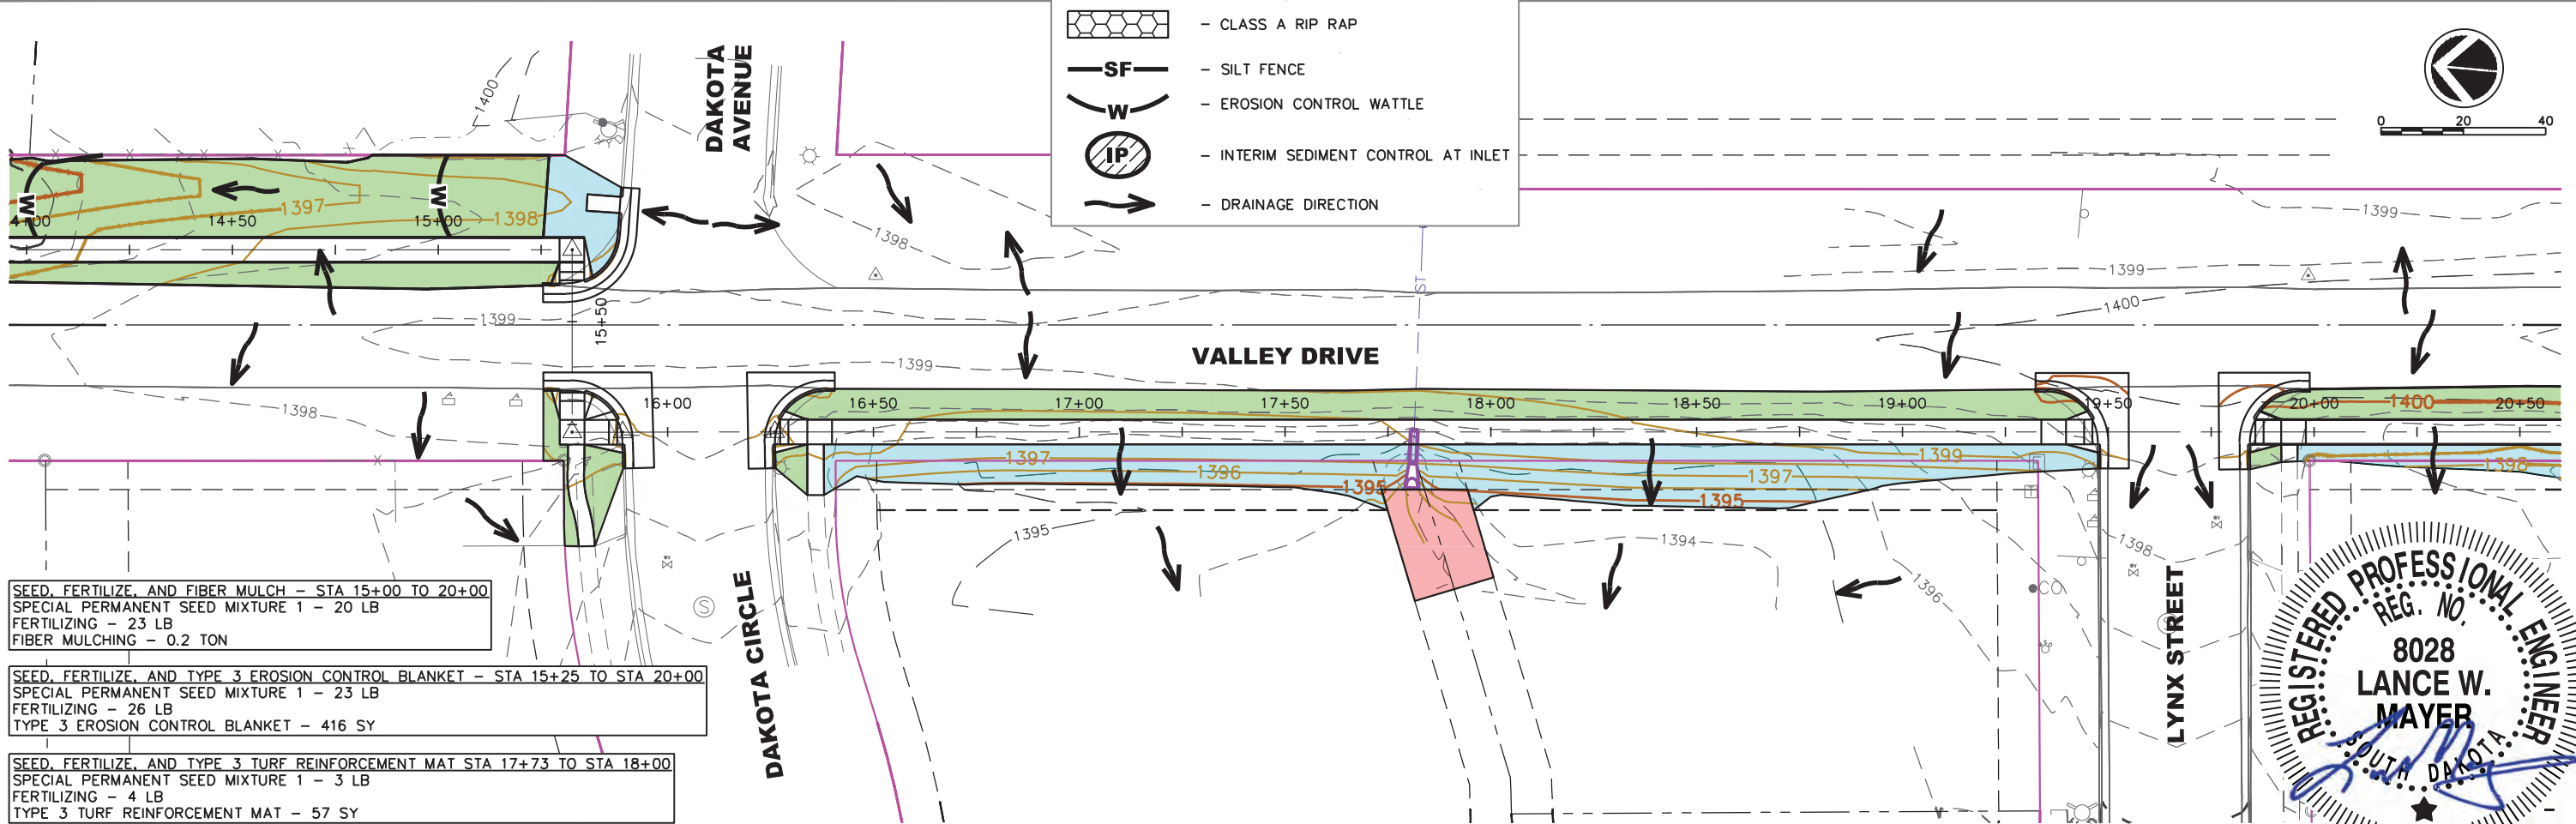 - CLASS A RIP RAP
SF - SILT FENCE
W - EROSION CONTROL WATTLE
IP - INTERIM SEDIMENT CONTROL AT INLET
- DRAINAGE DIRECTION
0 20 40
DAKOTA
AVENUE
1400
W
W
4+00
14+50
1397
15+00
1398
1398
1399
1399
1400
ST
1399
15+50
1399
VALLEY DRIVE
1398
16+00
16+50
17+00
17+50
18+00
18+50
19+00
19+50
20+00
1400
20+50
1397
1396
1395
1397
1395
1399
1398
1395
1394
1396
1398
CO
S
DAKOTA CIRCLE
LYNX STREET
SEED, FERTILIZE, AND FIBER MULCH - STA 15+00 TO 20+00
SPECIAL PERMANENT SEED MIXTURE 1 - 20 LB
FERTILIZING - 23 LB
FIBER MULCHING - 0.2 TON
SEED, FERTILIZE, AND TYPE 3 EROSION CONTROL BLANKET - STA 15+25 TO STA 20+00
SPECIAL PERMANENT SEED MIXTURE 1 - 23 LB
FERTILIZING - 26 LB
TYPE 3 EROSION CONTROL BLANKET - 416 SY
SEED, FERTILIZE, AND TYPE 3 TURF REINFORCEMENT MAT STA 17+73 TO STA 18+00
SPECIAL PERMANENT SEED MIXTURE 1 - 3 LB
FERTILIZING - 4 LB
TYPE 3 TURF REINFORCEMENT MAT - 57 SY
REGISTERED PROFESSIONAL ENGINEER
REG. NO.
8028
LANCE W.
MAYER
SOUTH DAKOTA